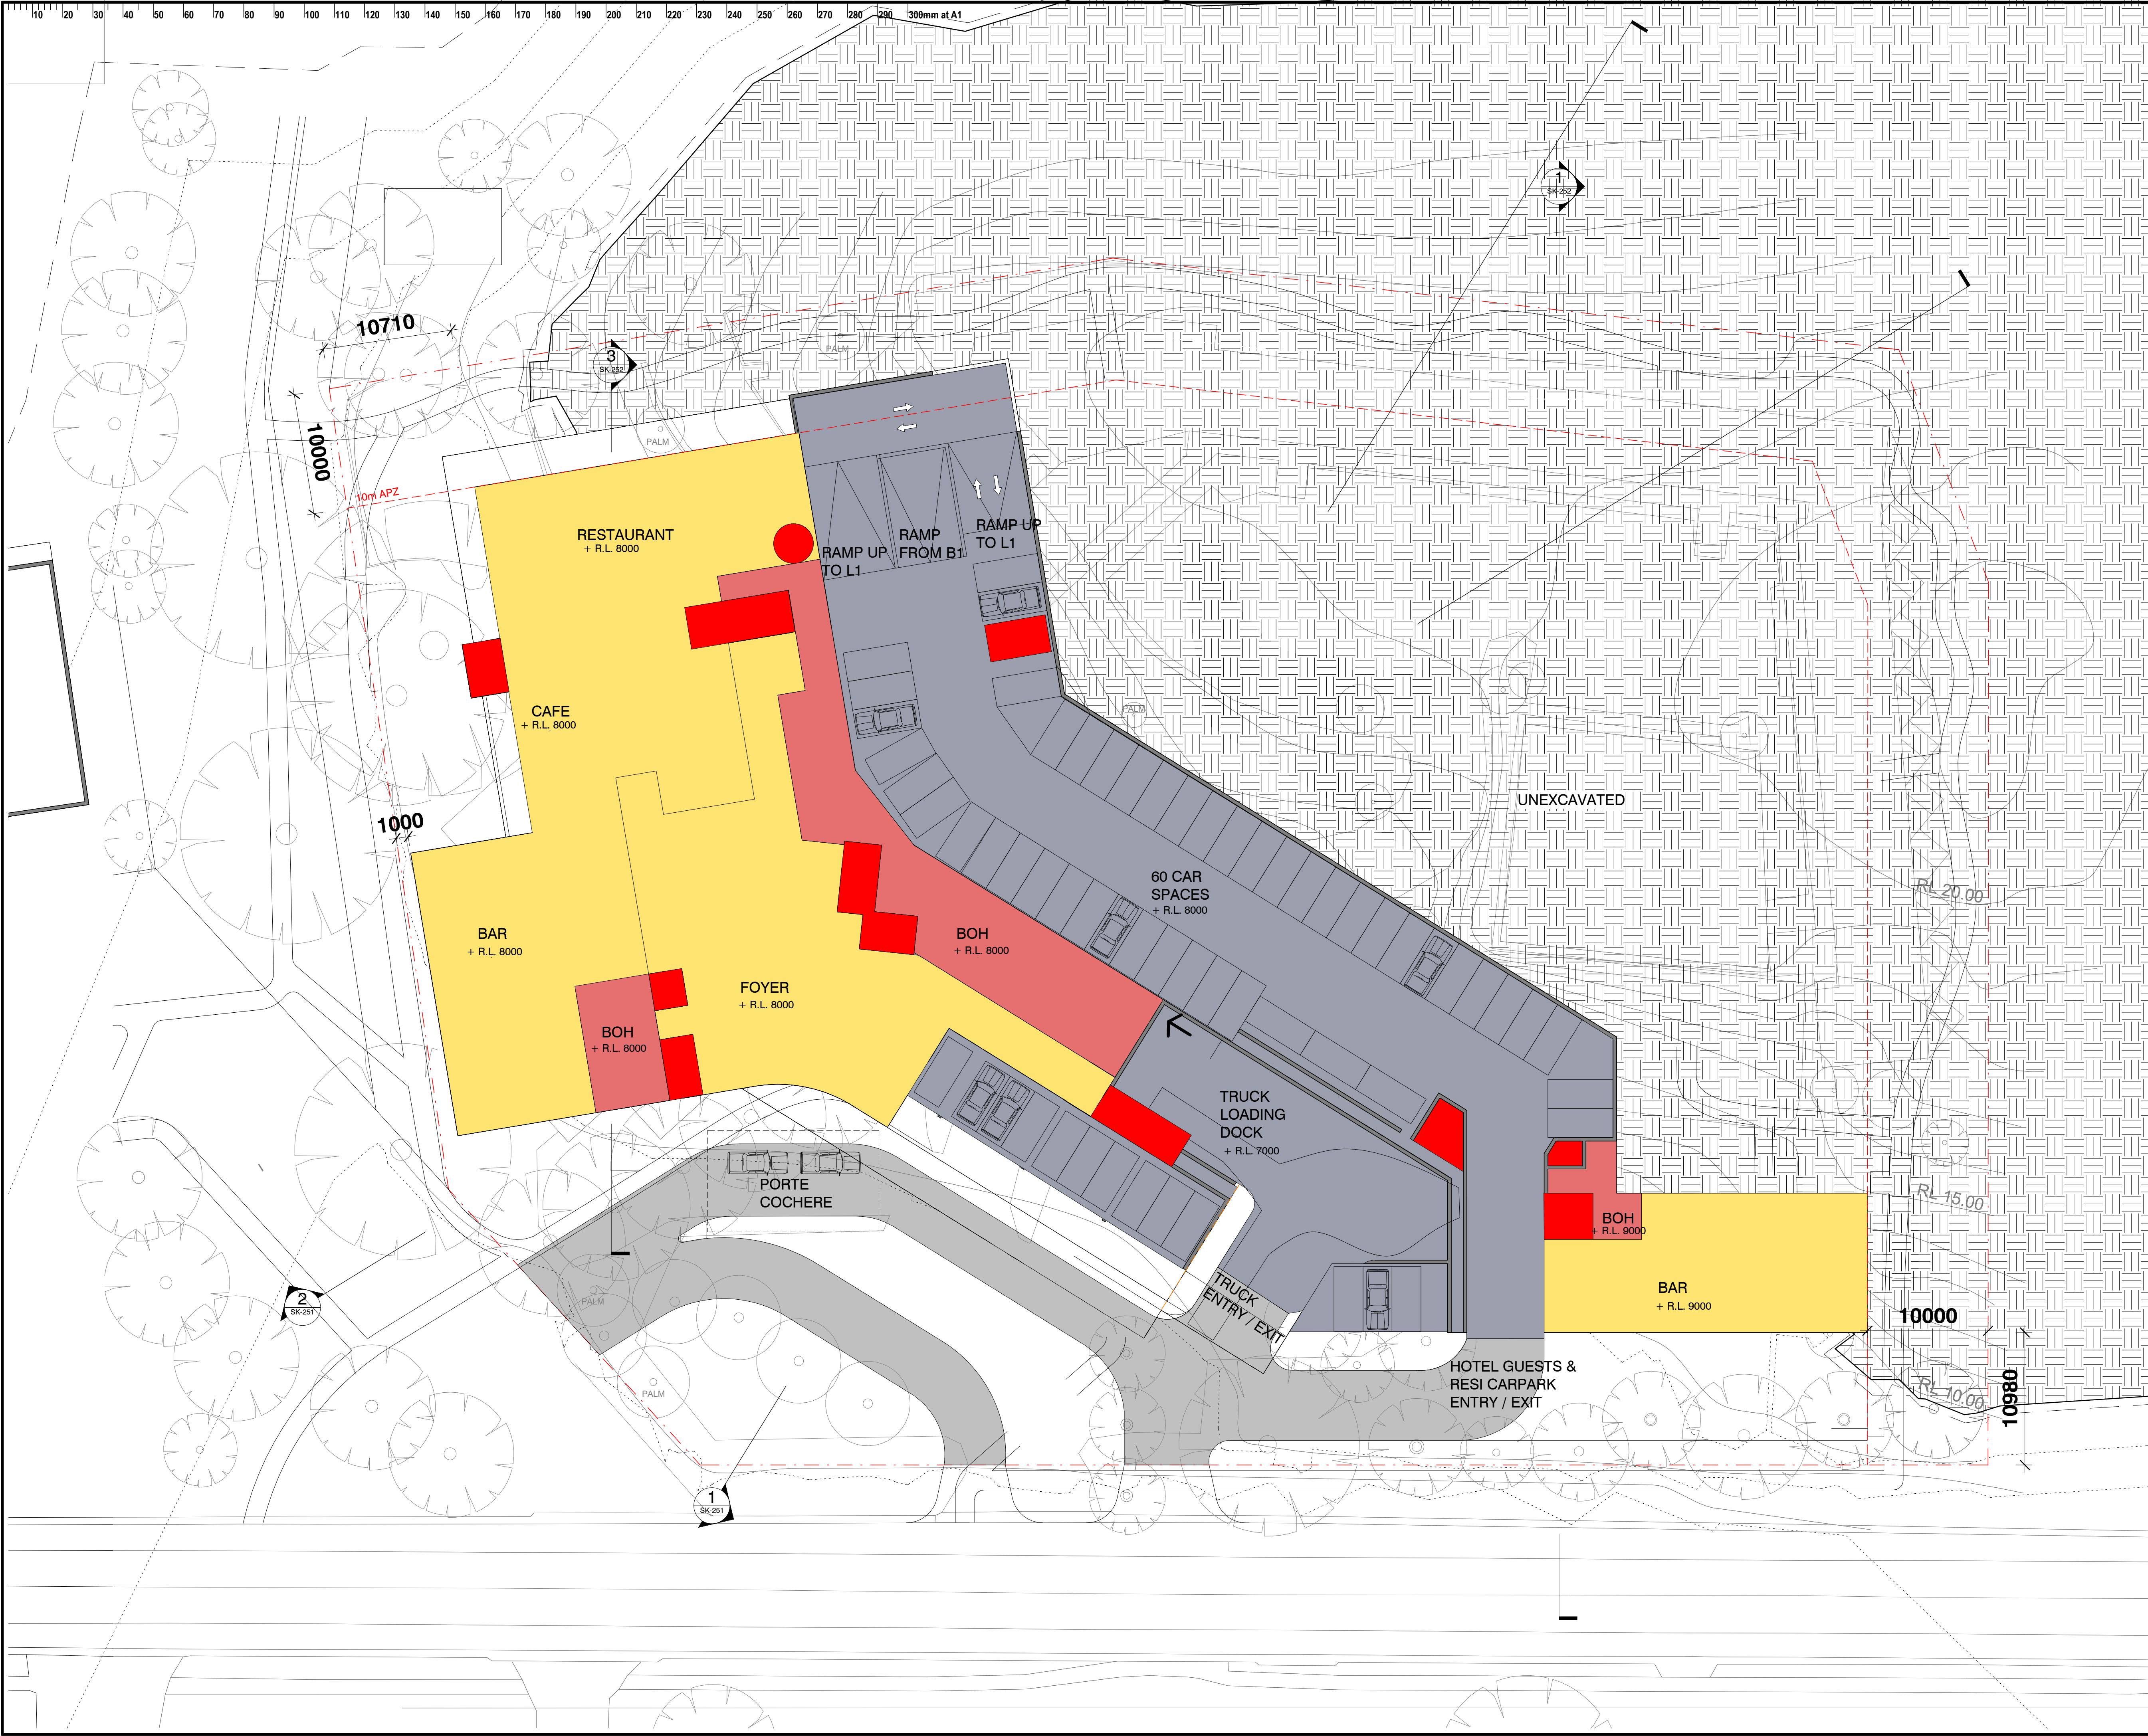 10 20 30 40 50 60 70 80 90 100 110 120 130 140 150 160 170 180 190 200 210 220 230 240 250 260 270 280 290 300mm at A1
1
SK-252
10710
3
SK-252
PALM
10000
PALM
10m APZ
RESTAURANT
+ R.L. 8000
RAMP UP
TO L1
RAMP
FROM B1
RAMP UP
TO L1
CAFE
+ R.L. 8000
PALM
1000
UNEXCAVATED
60 CAR
SPACES
+ R.L. 8000
RL 20.00
BAR
+ R.L. 8000
BOH
+ R.L. 8000
FOYER
+ R.L. 8000
BOH
+ R.L. 8000
TRUCK
LOADING
DOCK
+ R.L. 7000
PORTE
COCHERE
RL 15.00
BOH
+ R.L. 9000
BAR
+ R.L. 9000
2
SK-251
PALM
TRUCK
ENTRY / EXIT
10000
PALM
HOTEL GUESTS &
RESI CARPARK
ENTRY / EXIT
RL 10.00
10980
1
SK-251